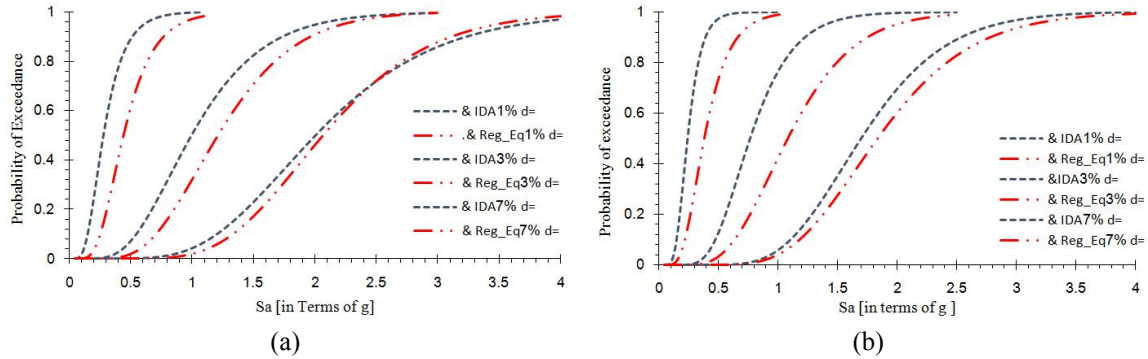 Probability of Exceedance
1
0.8
0.6
0.4
0.2
0
0
0.5
1
1.5
2
2.5
3
3.5
4
Sa [in Terms of g]
& IDA1% d=
.& Reg_Eq1% d=
& IDA3% d=
& Reg_Eq3% d=
& IDA7% d=
& Reg_Eq7% d=
(a)
Probability of exceedance
1
0.8
0.6
0.4
0.2
0
0
0.5
1
1.5
2
2.5
3
3.5
4
Sa [in terms of g ]
& IDA1% d=
& Reg_Eq1% d=
&IDA3% d=
& Reg_Eq3% d=
& IDA7% d=
& Reg_Eq7% d=
(b)